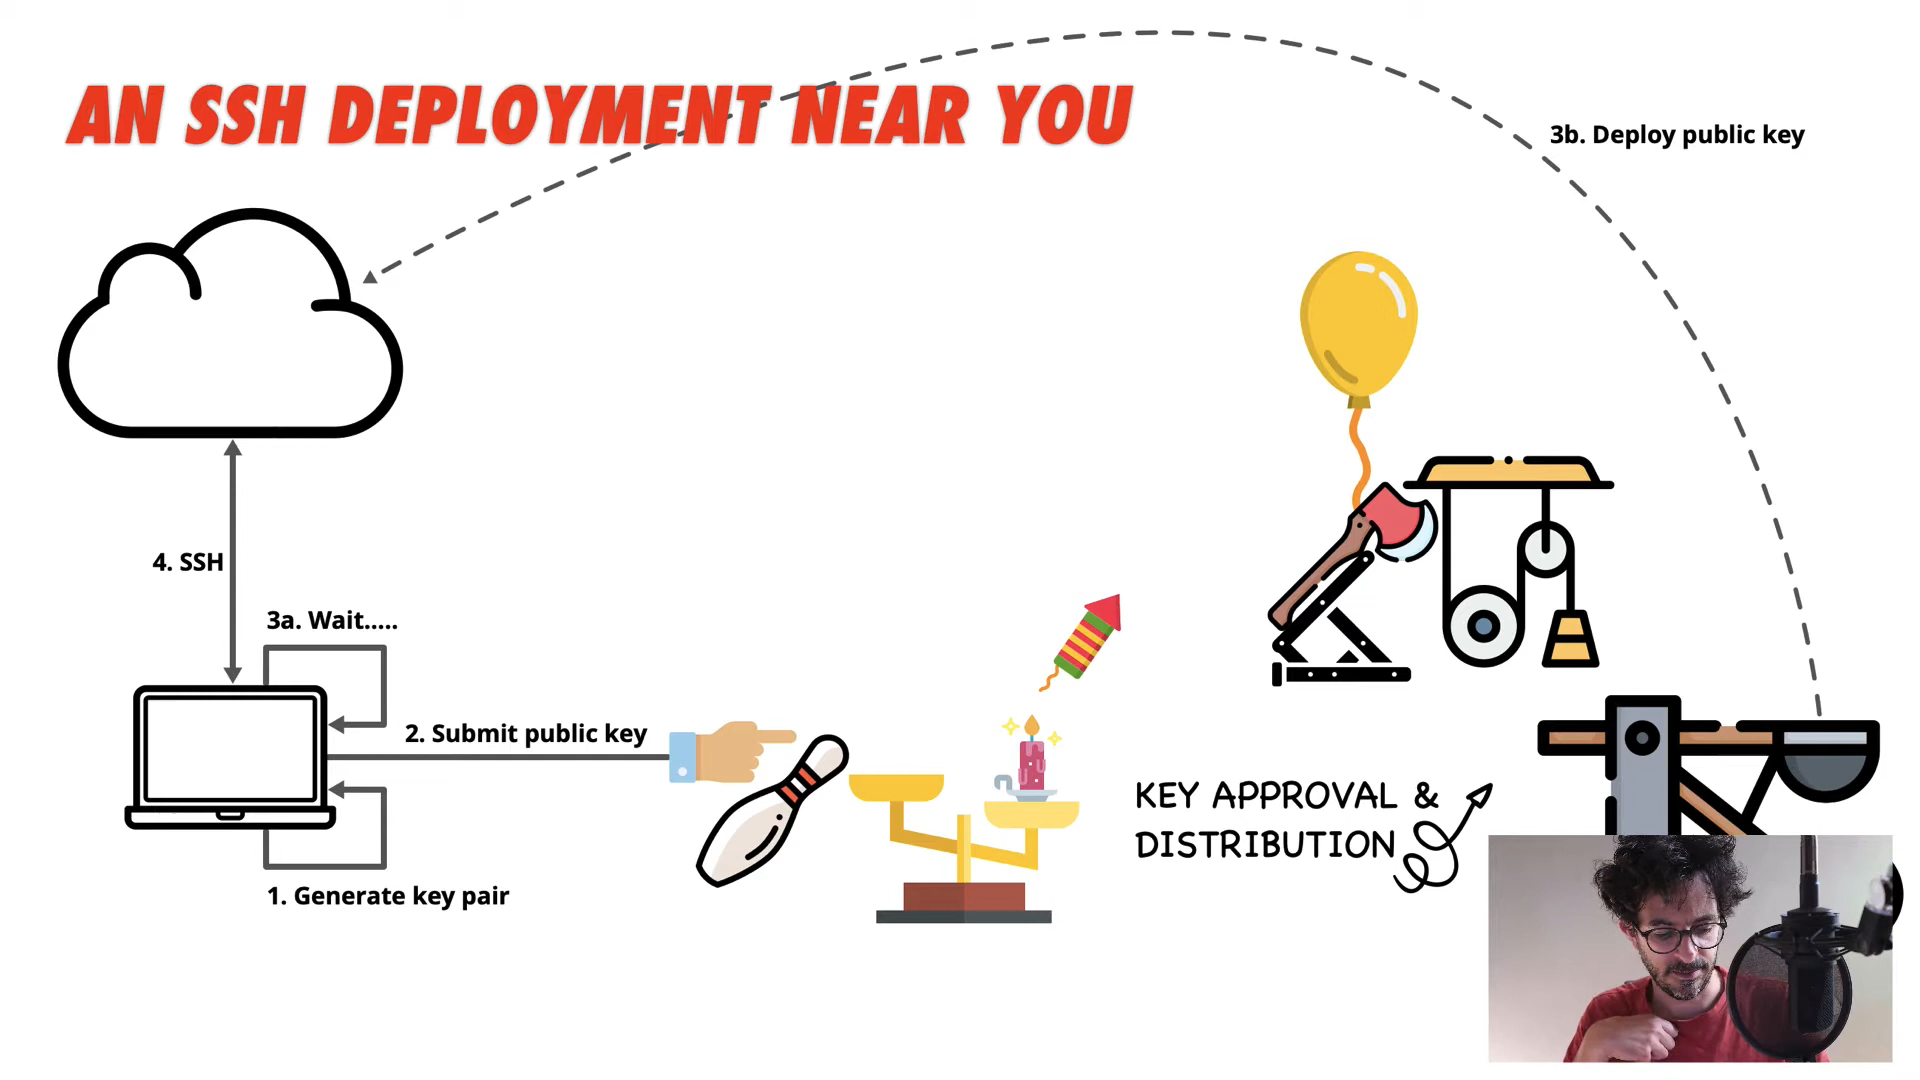 AN SSH DEPLOYMENT NEAR YOU
3b. Deploy public key
4. SSH
3a. Wait.....
2. Submit public key
KEY APPROVAL &
DISTRIBUTION
1. Generate key pair